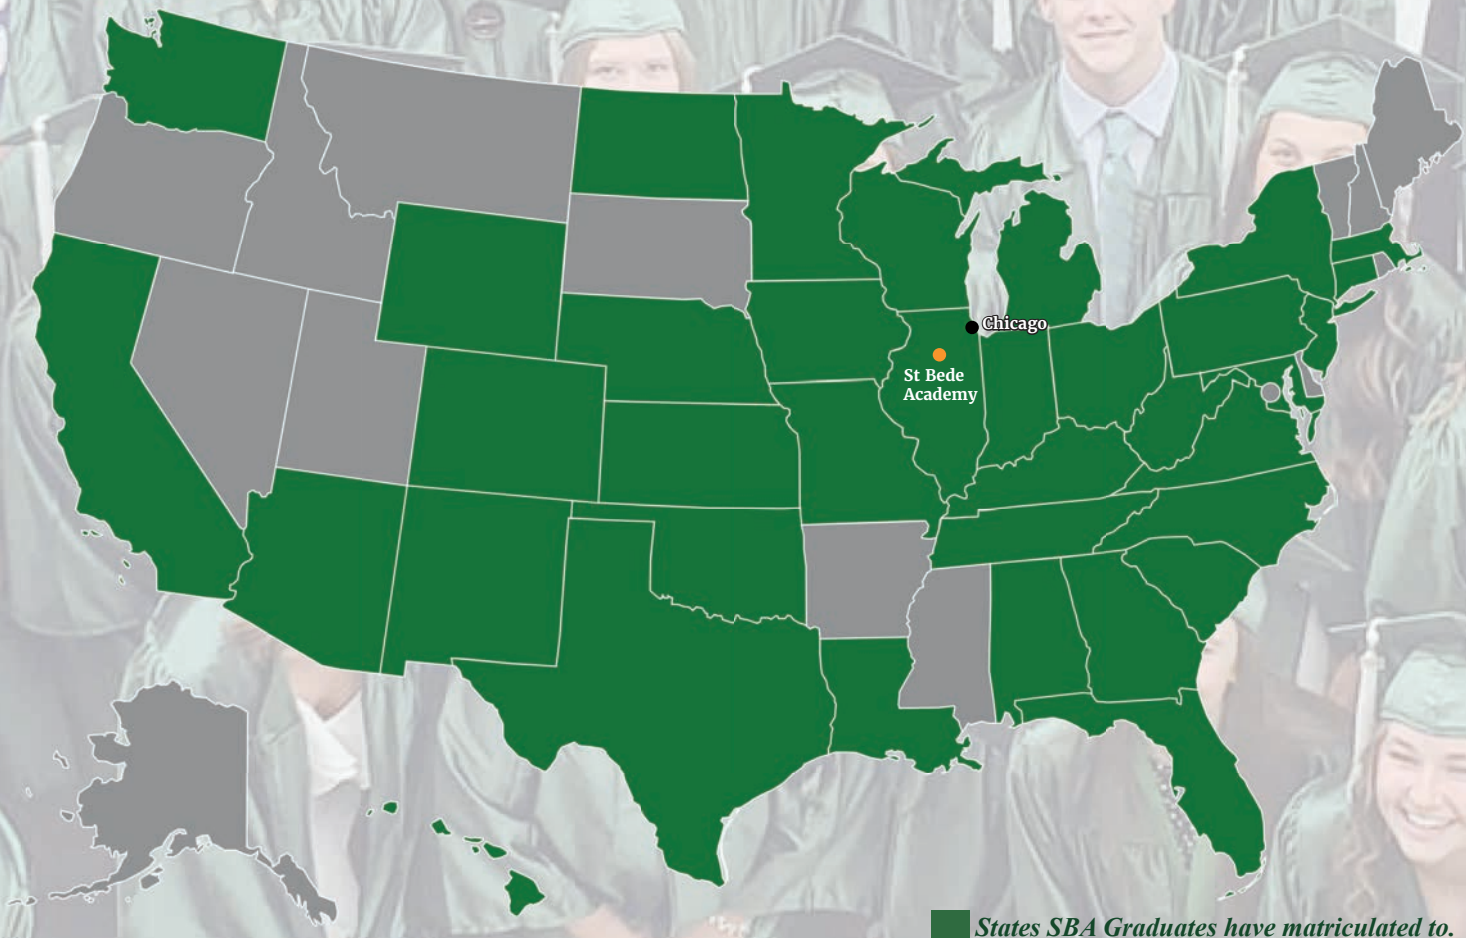 Chicago
St Bede
Academy
States SBA Graduates have matriculated to.